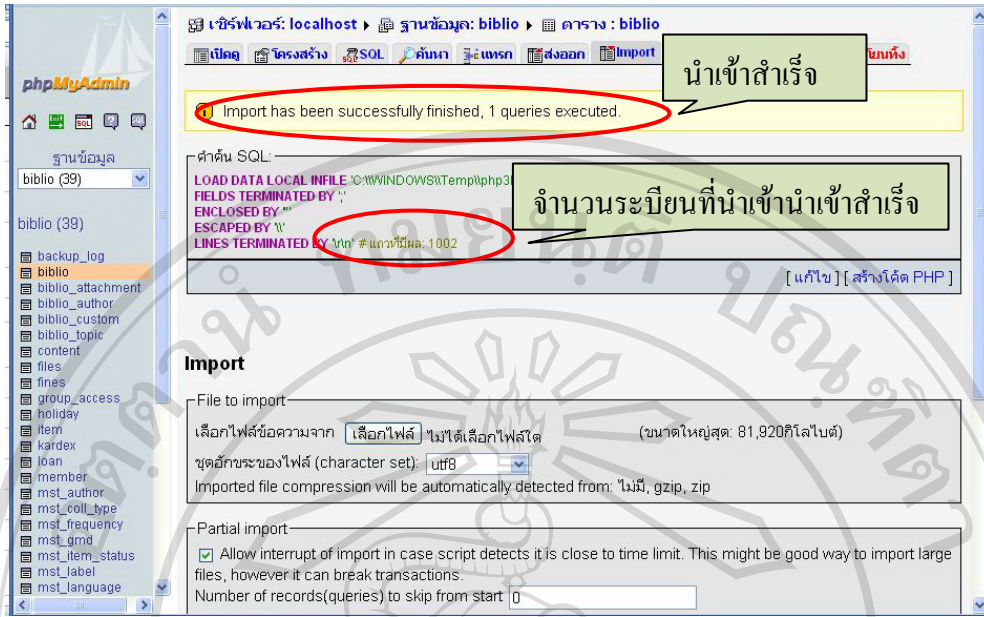 phpMyAdmin
ฐานข้อมูล
biblio (39)
biblio (39)
backup_log
biblio
biblio_attachment
biblio_author
biblio_custom
biblio_topic
content
files
fines
group_access
holiday
item
kardex
loan
member
mst_author
mst_coll_type
mst_frequency
mst_gmd
mst_item_status
mst_label
mst_language
เซิร์ฟเวอร์: localhost ▸ ฐานข้อมูล: biblio ▸ ตาราง : biblio
เปิดดู โครงสร้าง SQL ค้นหา แทรก ส่งออก Import โยนทิ้ง
นำเข้าสำเร็จ
Import has been successfully finished, 1 queries executed.
คำค้น SQL:
LOAD DATA LOCAL INFILE 'C:\\WINDOWS\\Temp\\php3
FIELDS TERMINATED BY ';'
ENCLOSED BY '"'
ESCAPED BY '\\'
LINES TERMINATED BY '\r\n' # แถวที่มีผล: 1002
จำนวนระบียนที่นำเข้านำเข้าสำเร็จ
[ แก้ไข ] [ สร้างโค้ด PHP ]
Import
File to import
เลือกไฟล์ข้อความจาก เลือกไฟล์ ไม่ได้เลือกไฟล์ใด (ขนาดใหญ่สุด: 81,920กิโลไบต์)
ชุดอักขระของไฟล์ (character set): utf8
Imported file compression will be automatically detected from: ไม่มี, gzip, zip
Partial import
Allow interrupt of import in case script detects it is close to time limit. This might be good way to import large
files, however it can break transactions.
Number of records(queries) to skip from start 0